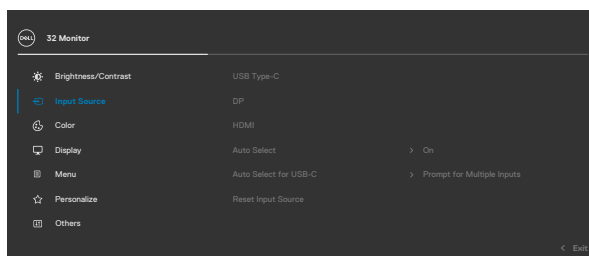 DELL 32 Monitor
Brightness/Contrast USB Type-C
Input Source DP
Color HDMI
Display Auto Select > On
Menu Auto Select for USB-C > Prompt for Multiple Inputs
Personalize Reset Input Source
Others
< Exit